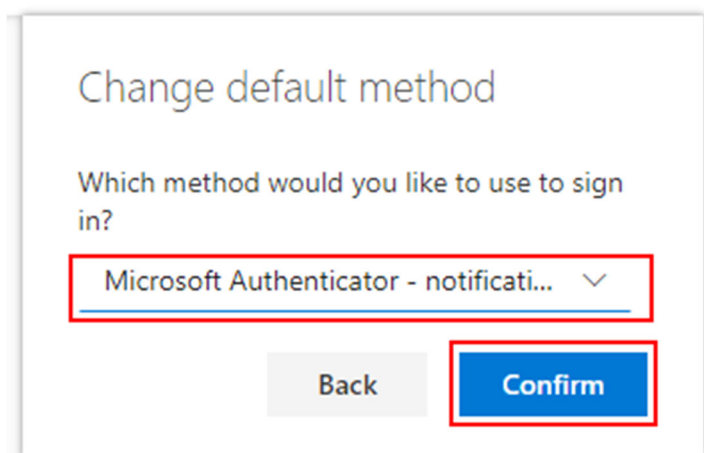 Change default method
Which method would you like to use to sign
in?
Microsoft Authenticator - notificati...
Back
Confirm